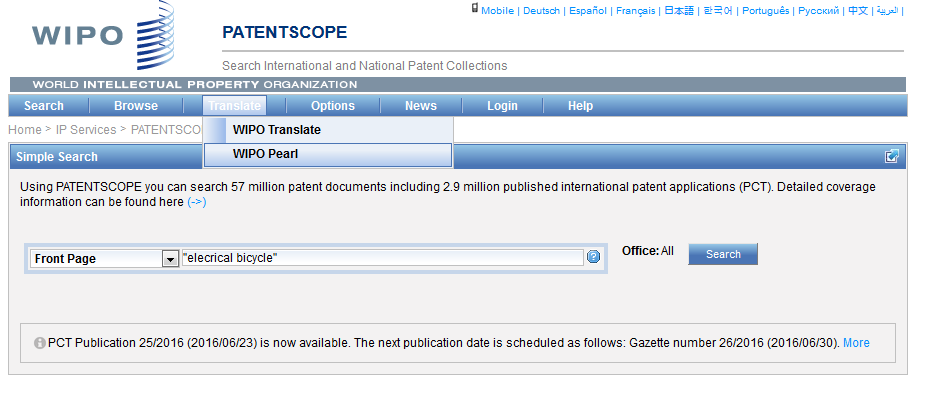 Mobile | Deutsch | Español | Français | 日本語 | 한국어 | Português | Русский | 中文 | العربية |
WIPO
PATENTSCOPE
Search International and National Patent Collections
WORLD INTELLECTUAL PROPERTY ORGANIZATION
Search Browse Translate Options News Login Help
Home > IP Services > PATENTSCO
WIPO Translate
WIPO Pearl
Simple Search
Using PATENTSCOPE you can search 57 million patent documents including 2.9 million published international patent applications (PCT). Detailed coverage
information can be found here (->)
Front Page "elecrical bicycle" ? Office: All Search
PCT Publication 25/2016 (2016/06/23) is now available. The next publication date is scheduled as follows: Gazette number 26/2016 (2016/06/30). More